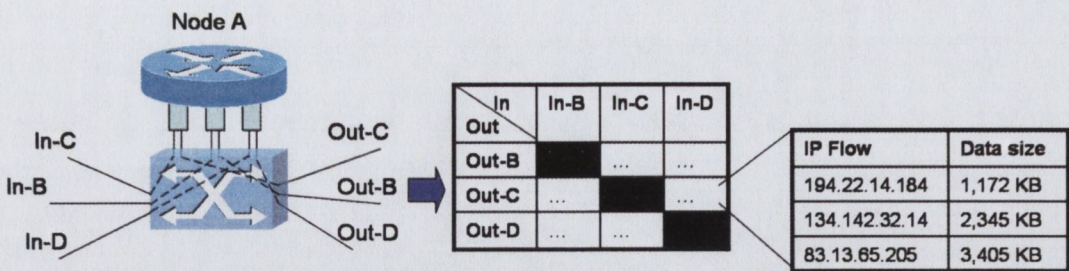 Node A
In-C
In-B
In-D
Out-C
Out-B
Out-D
In In-B In-C In-D
Out
Out-B ... ...
Out-C ... ...
Out-D ... ...
IP Flow Data size
194.22.14.184 1,172 KB
134.142.32.14 2,345 KB
83.13.65.205 3,405 KB